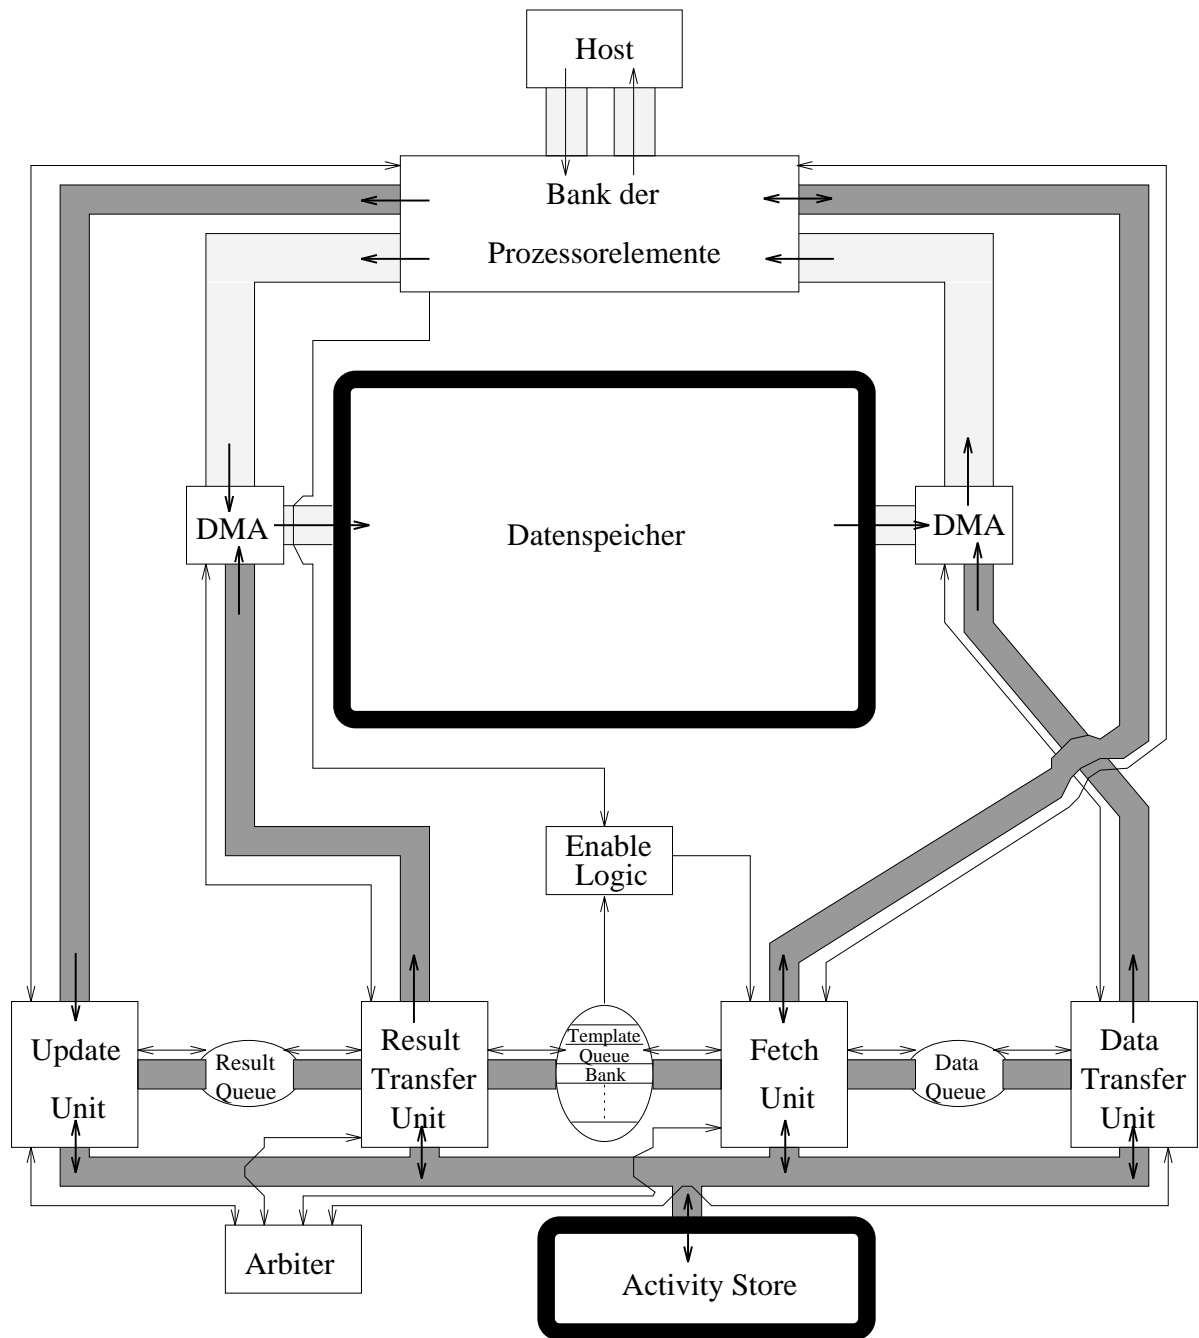 Host
Bank der
Prozessorelemente
DMA
Datenspeicher
DMA
Enable
Logic
Update
Unit
Result
Queue
Result
Transfer
Unit
Template
Queue
Bank
Fetch
Unit
Data
Queue
Data
Transfer
Unit
Arbiter
Activity Store